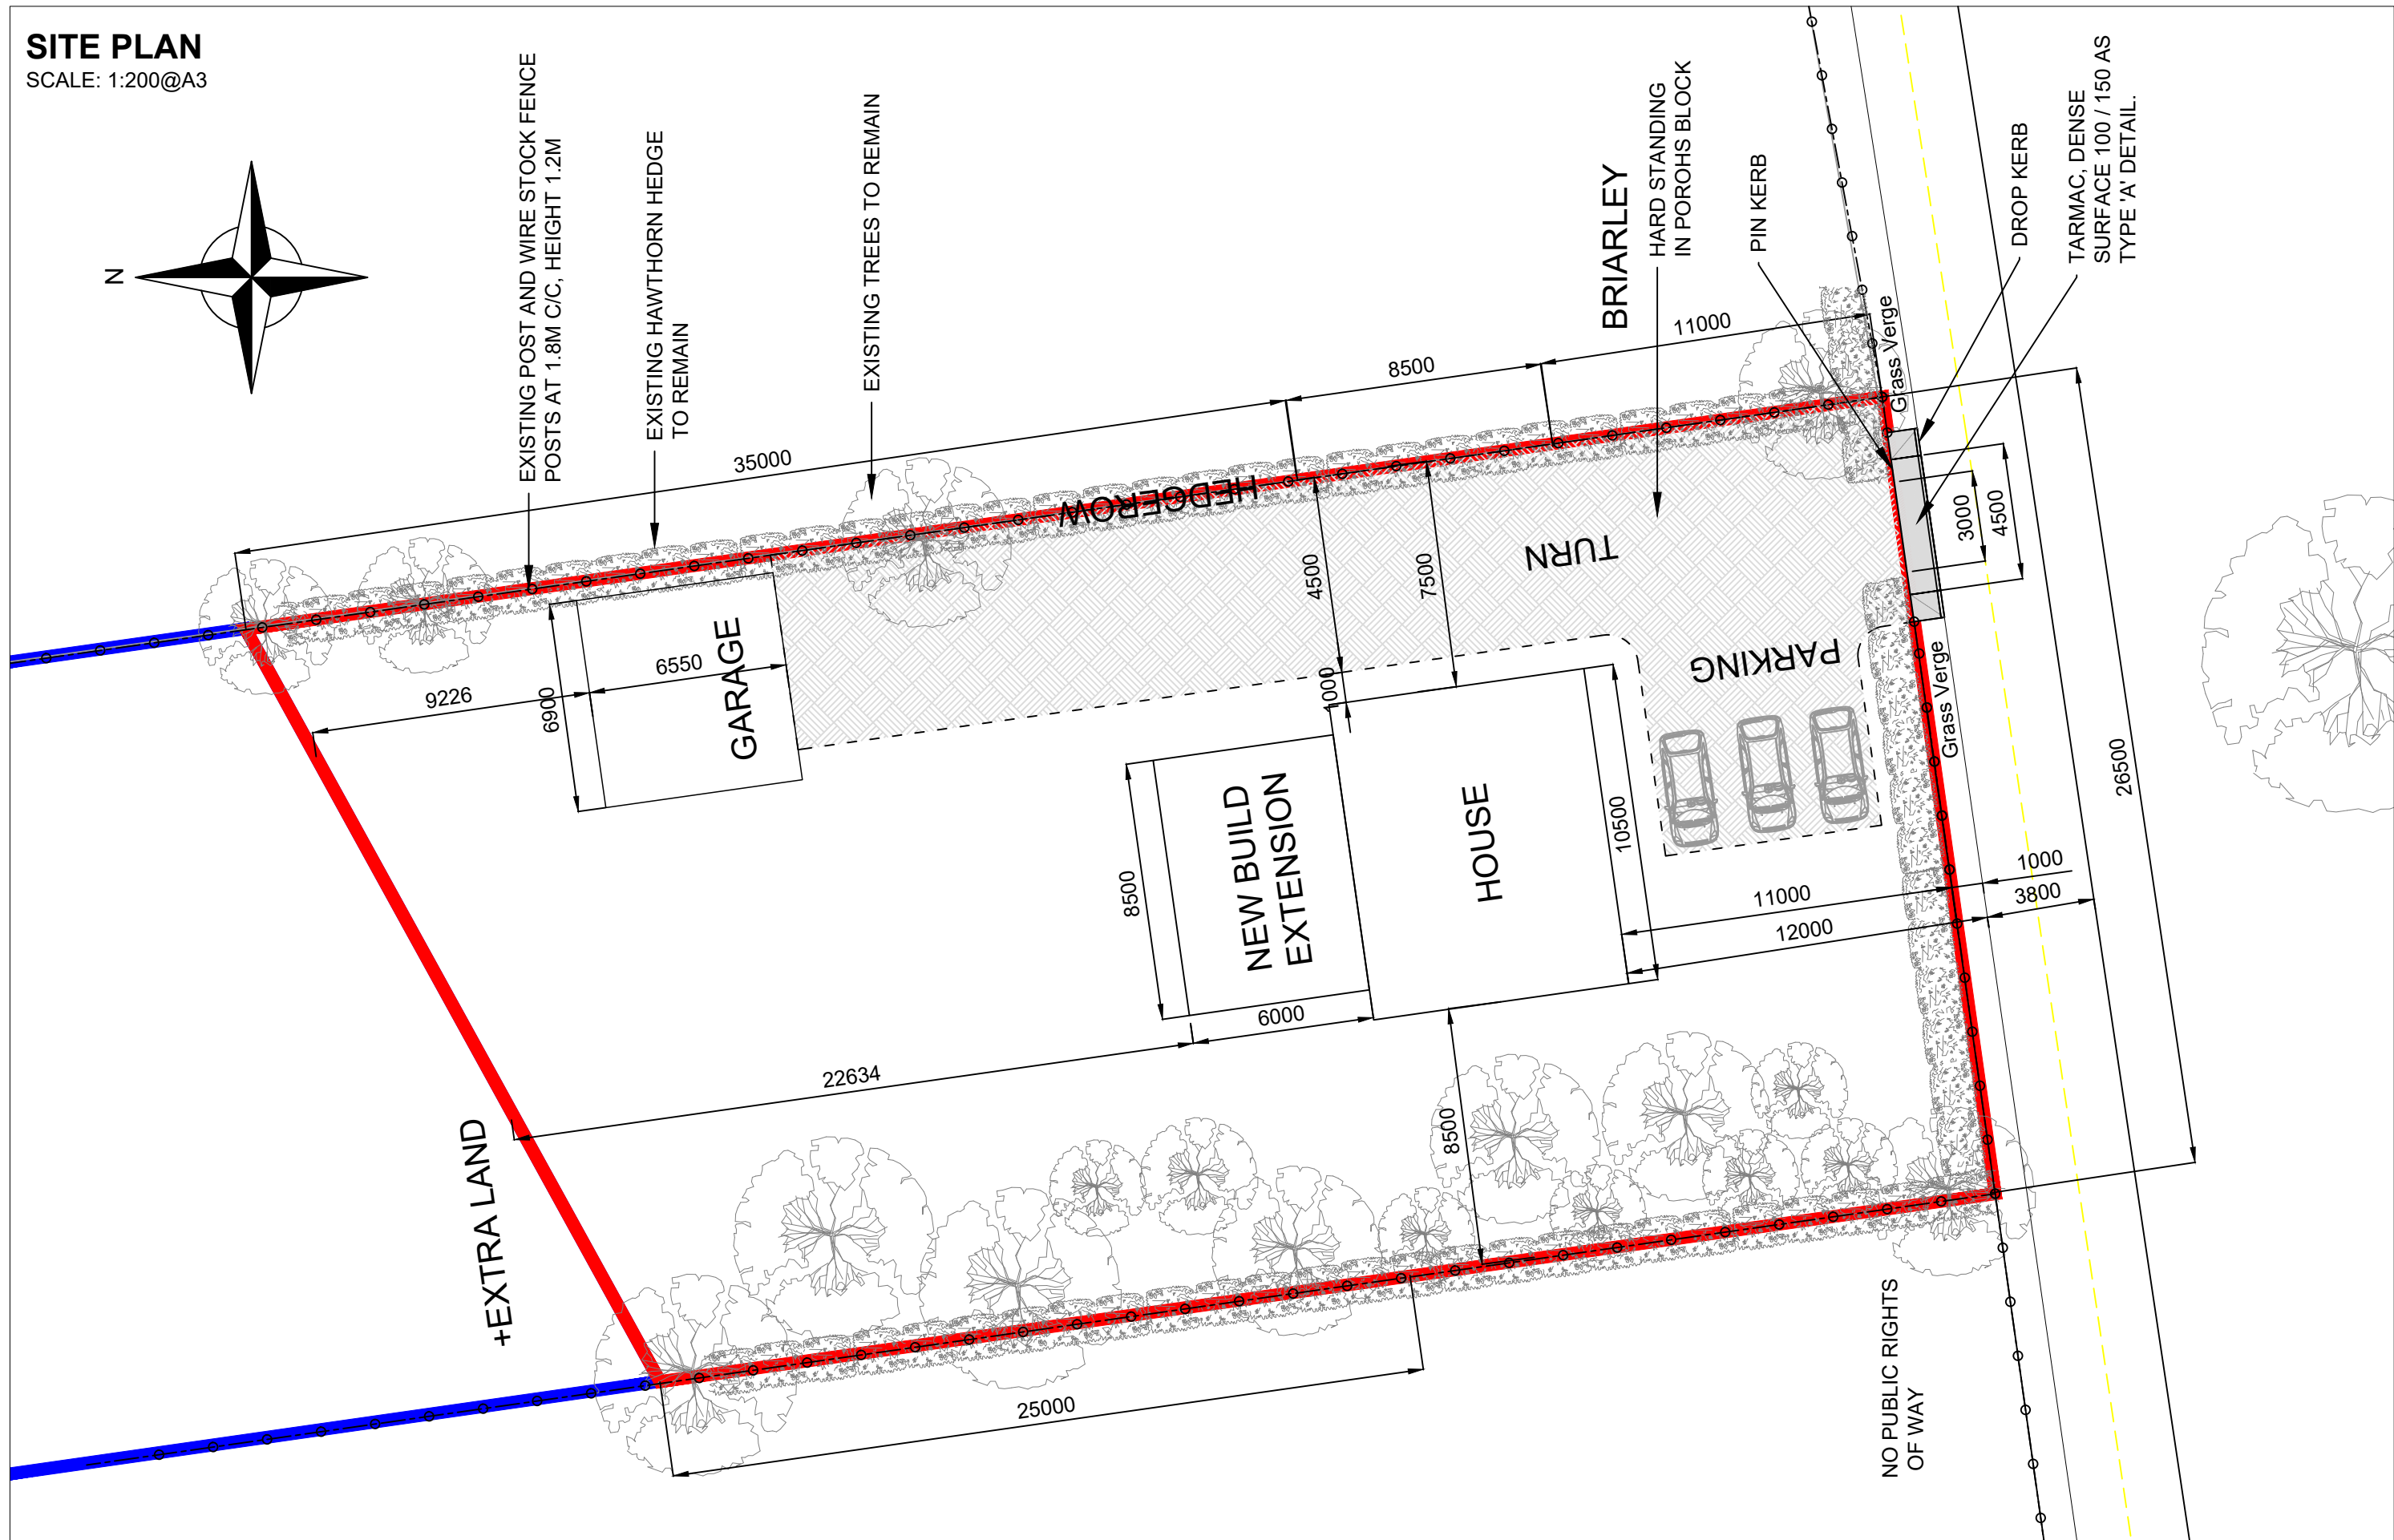 SITE PLAN
SCALE: 1:200@A3
N
EXISTING POST AND WIRE STOCK FENCE
POSTS AT 1.8M C/C, HEIGHT 1.2M
EXISTING HAWTHORN HEDGE
TO REMAIN
EXISTING TREES TO REMAIN
BRIARLEY
HARD STANDING
IN POROHS BLOCK
PIN KERB
DROP KERB
TARMAC, DENSE
SURFACE 100 / 150 AS
TYPE 'A' DETAIL.
35000
8500
11000
Grass Verge
HEDGEROW
TURN
4500
7500
3000
4500
PARKING
Grass Verge
9226
6550
6900
GARAGE
1000
NEW BUILD
EXTENSION
8500
HOUSE
10500
26500
11000
1000
12000
3800
6000
22634
8500
+EXTRA LAND
25000
NO PUBLIC RIGHTS
OF WAY